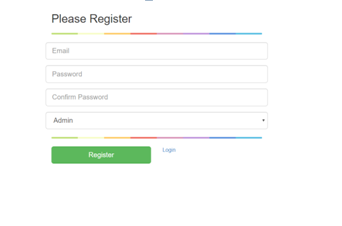 Please Register
Email
Password
Confirm Password
Admin
Register
Login